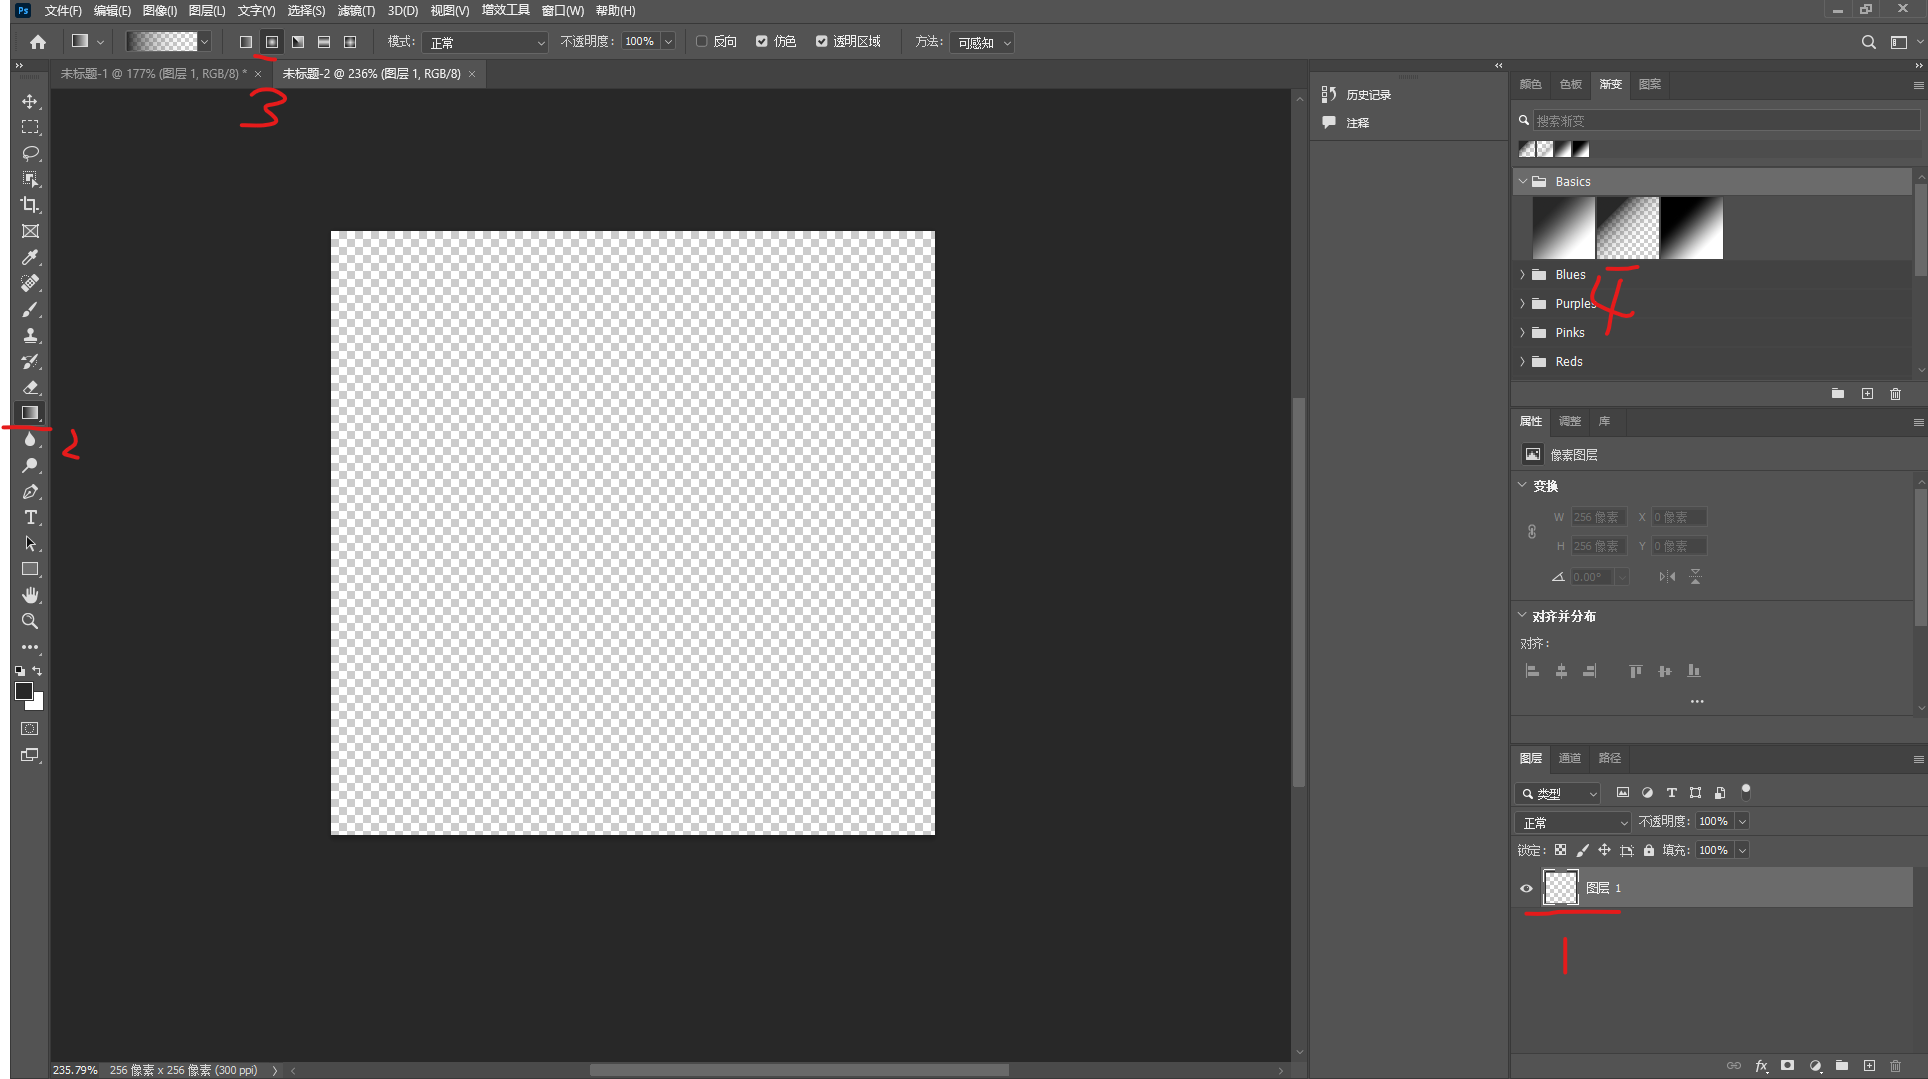 Ps 文件(F) 编辑(E) 图像(I) 图层(L) 文字(Y) 选择(S) 滤镜(T) 3D(D) 视图(V) 增效工具 窗口(W) 帮助(H)
模式: 正常 不透明度: 100% 反向 仿色 透明区域 方法: 可感知
未标题-1 @ 177% (图层 1, RGB/8) * × 未标题-2 @ 236% (图层 1, RGB/8) ×
3
2
历史记录
注释
颜色 色板 渐变 图案
搜索渐变
Basics
Blues
Purples
Pinks
Reds
4
属性 调整 库
像素图层
变换
W 256 像素 X 0 像素
H 256 像素 Y 0 像素
0.00°
对齐并分布
对齐:
图层 通道 路径
类型
正常 不透明度: 100%
锁定: 填充: 100%
图层 1
1
fx
235.79% 256 像素 x 256 像素 (300 ppi)